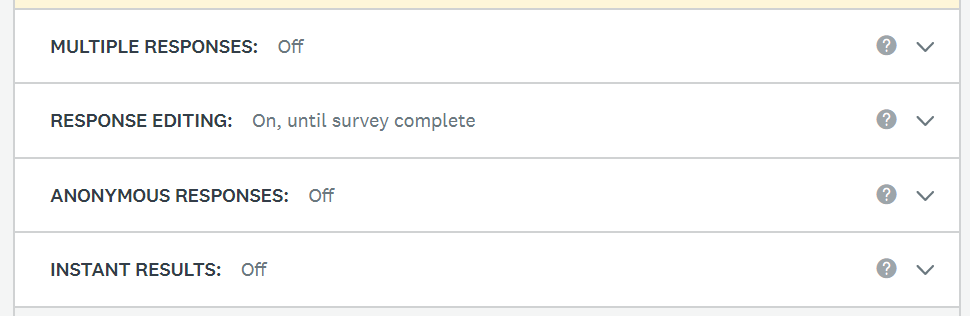 MULTIPLE RESPONSES: Off
RESPONSE EDITING: On, until survey complete
ANONYMOUS RESPONSES: Off
INSTANT RESULTS: Off